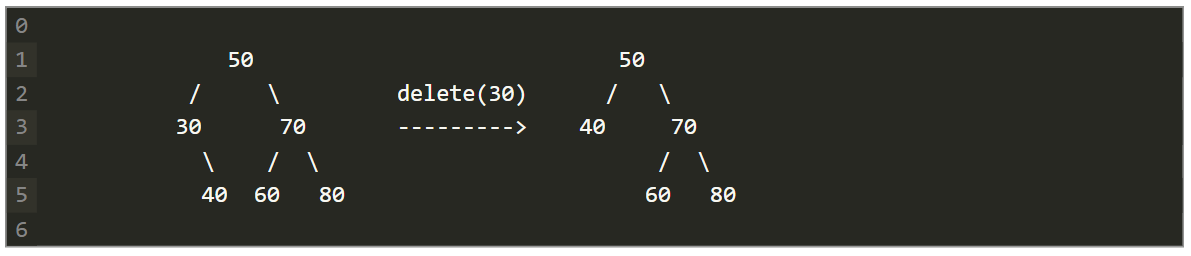 0
1               50                            50
2            /     \         delete(30)      /   \
3           30      70       --------->    40     70
4             \    /  \                          /  \
5             40  60   80                       60   80
6